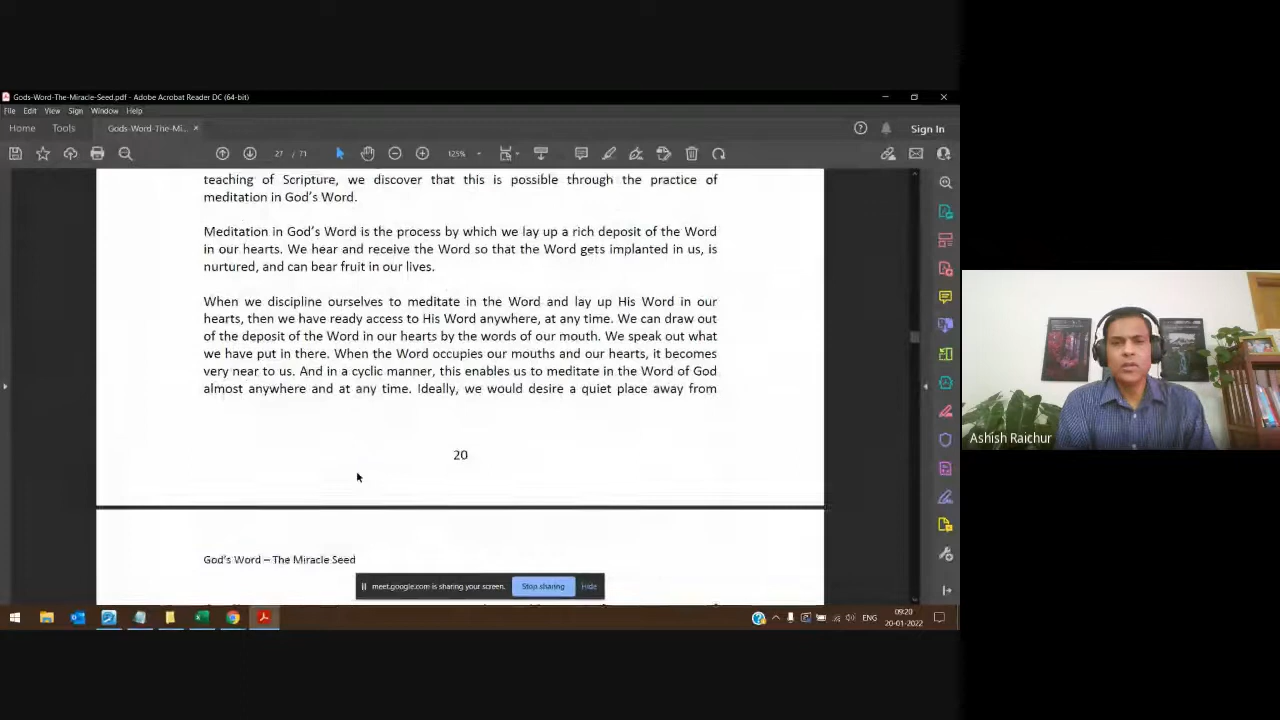 Gods-Word-The-Miracle-Seed.pdf - Adobe Acrobat Reader DC (64-bit)
File Edit View Sign Window Help
Home Tools Gods-Word-The-Mi... ×
Sign In
27 / 71
125%
teaching of Scripture, we discover that this is possible through the practice of
meditation in God's Word.
Meditation in God's Word is the process by which we lay up a rich deposit of the Word
in our hearts. We hear and receive the Word so that the Word gets implanted in us, is
nurtured, and can bear fruit in our lives.
When we discipline ourselves to meditate in the Word and lay up His Word in our
hearts, then we have ready access to His Word anywhere, at any time. We can draw out
of the deposit of the Word in our hearts by the words of our mouth. We speak out what
we have put in there. When the Word occupies our mouths and our hearts, it becomes
very near to us. And in a cyclic manner, this enables us to meditate in the Word of God
almost anywhere and at any time. Ideally, we would desire a quiet place away from
20
God's Word – The Miracle Seed
meet.google.com is sharing your screen. Stop sharing Hide
Ashish Raichur
ENG
09:20
20-01-2022